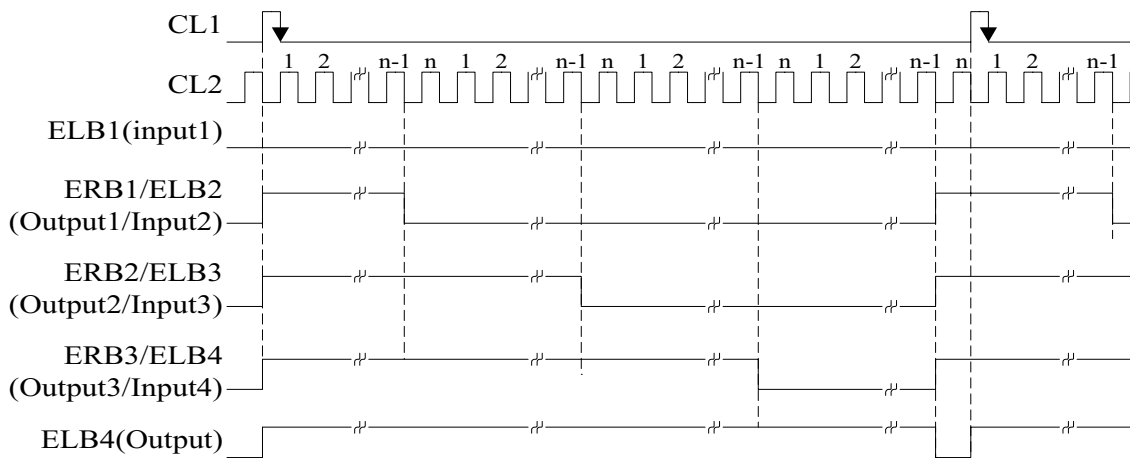 CL1
1 2 n-1 n 1 2 n-1 n 1 2 n-1 n 1 2 n-1 n 1 2 n-1
CL2
ELB1(input1)
ERB1/ELB2
(Output1/Input2)
ERB2/ELB3
(Output2/Input3)
ERB3/ELB4
(Output3/Input4)
ELB4(Output)